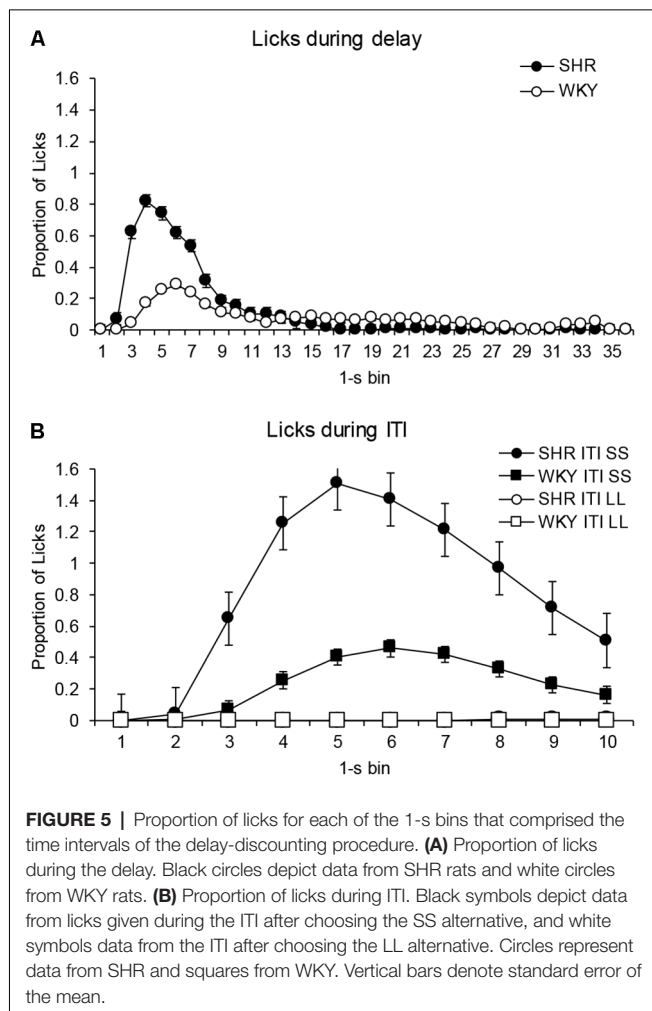 A
Licks during delay
SHR
WKY
1.6
1.4
1.2
1
0.8
0.6
0.4
0.2
0
Proportion of Licks
1 3 5 7 9 11 13 15 17 19 21 23 25 27 29 31 33 35
1-s bin
B
Licks during ITI
SHR ITI SS
WKY ITI SS
SHR ITI LL
WKY ITI LL
1.6
1.4
1.2
1
0.8
0.6
0.4
0.2
0
Proportion of Licks
1 2 3 4 5 6 7 8 9 10
1-s bin
FIGURE 5 | Proportion of licks for each of the 1-s bins that comprised the
time intervals of the delay-discounting procedure. (A) Proportion of licks
during the delay. Black circles depict data from SHR rats and white circles
from WKY rats. (B) Proportion of licks during ITI. Black symbols depict data
from licks given during the ITI after choosing the SS alternative, and white
symbols data from the ITI after choosing the LL alternative. Circles represent
data from SHR and squares from WKY. Vertical bars denote standard error of
the mean.